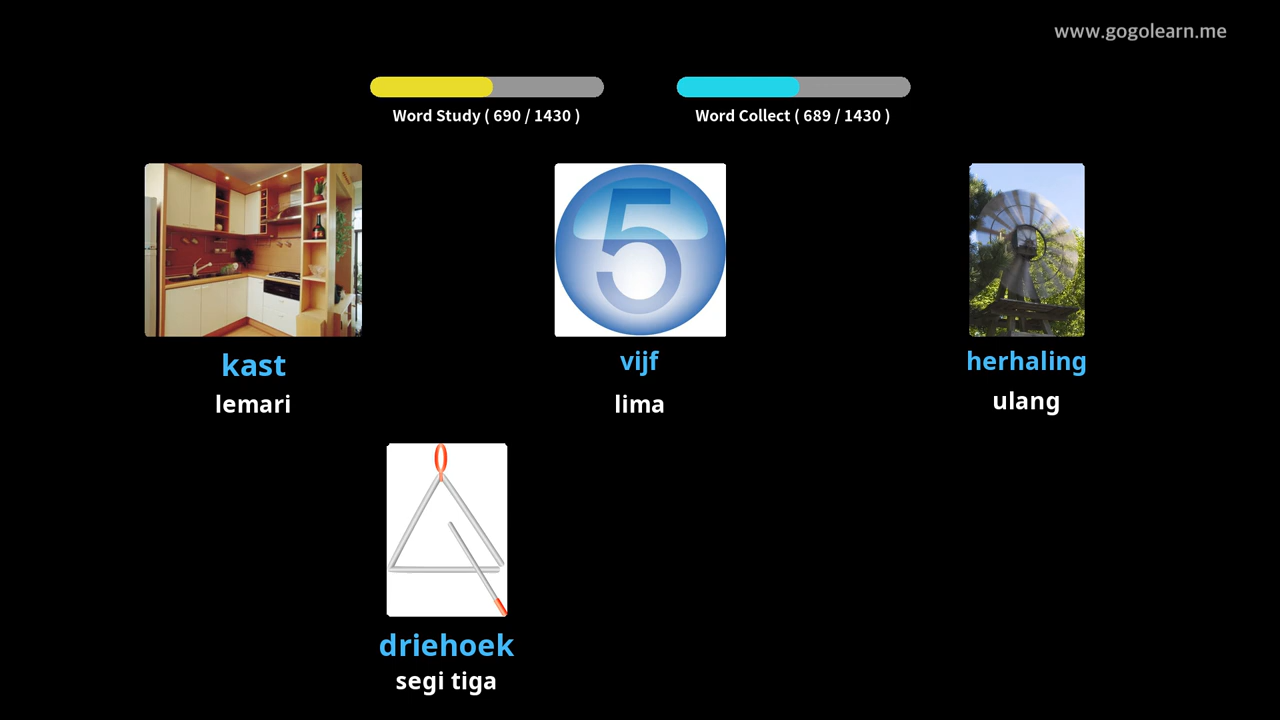 www.gogolearn.me
Word Study ( 690 / 1430 )
Word Collect ( 689 / 1430 )
5
kast
lemari
vijf
lima
herhaling
ulang
driehoek
segi tiga